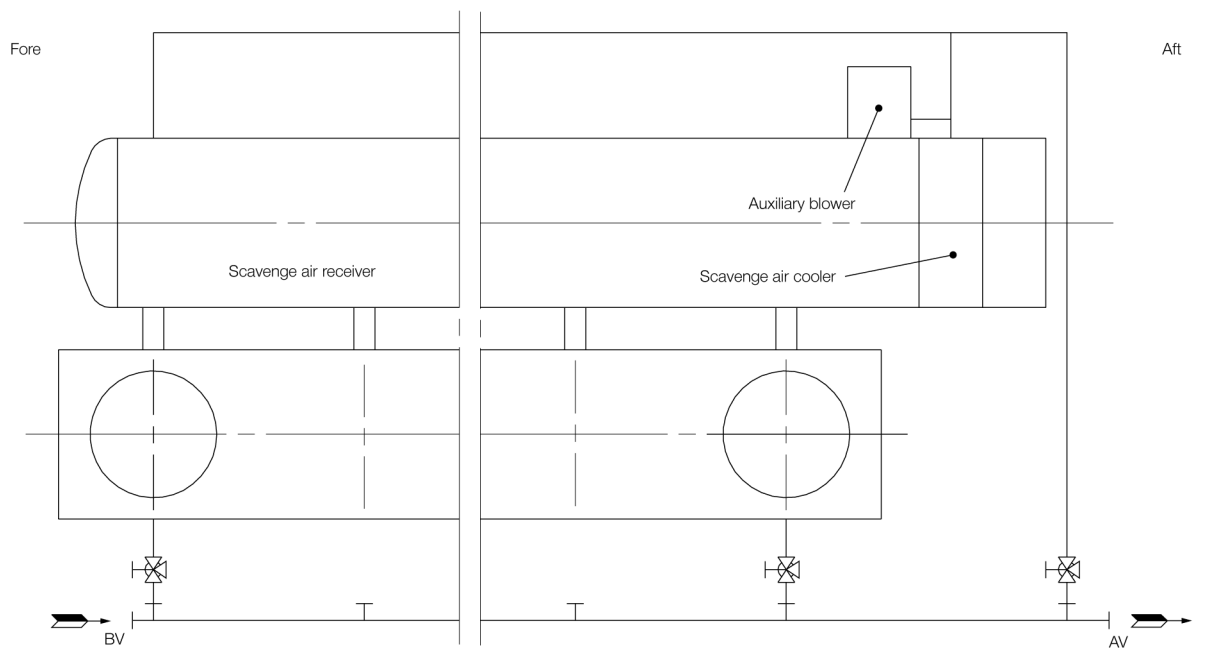 Fore
Aft
Auxiliary blower
Scavenge air receiver
Scavenge air cooler
BV
AV